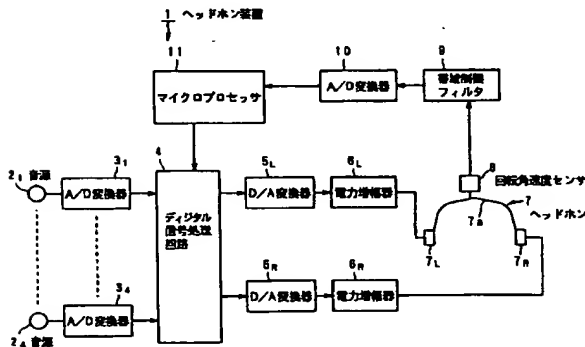 1 ヘッドホン装置
11
マイクロプロセッサ
10
A/D変換器
9
帯域制限
フィルタ
8
回転角速度センサ
7
ヘッドホン
7a
7L
7R
21 音源
31
A/D変換器
4
ディジタル
信号処理
回路
5L
D/A変換器
6L
電力増幅器
5R
D/A変換器
6R
電力増幅器
34
A/D変換器
24 音源